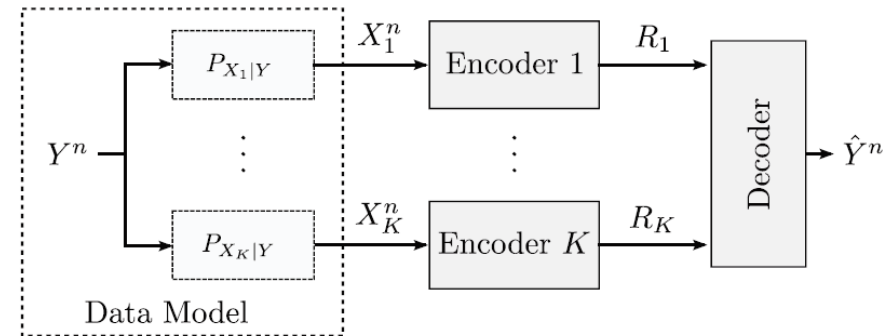 X_1^n R_1
P_{X_1|Y} Encoder 1
Y^n ⋮ ⋮ Decoder Ŷ^n
X_K^n R_K
P_{X_K|Y} Encoder K
Data Model